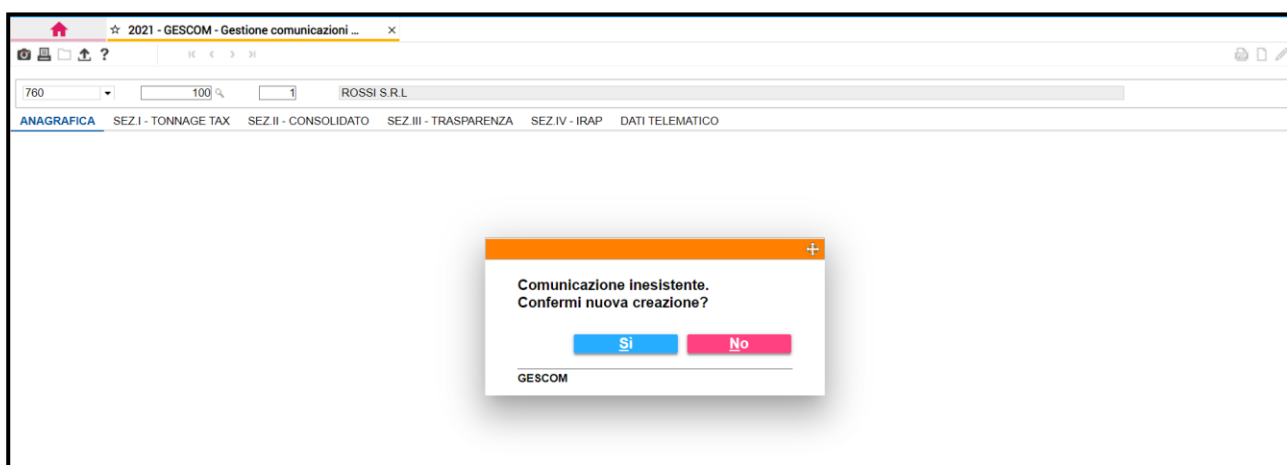 ☆ 2021 - GESCOM - Gestione comunicazioni ... ×
?
760 100 1 ROSSI S.R.L
ANAGRAFICA SEZ.I - TONNAGE TAX SEZ.II - CONSOLIDATO SEZ.III - TRASPARENZA SEZ.IV - IRAP DATI TELEMATICO
Comunicazione inesistente.
Confermi nuova creazione?
Sì No
GESCOM